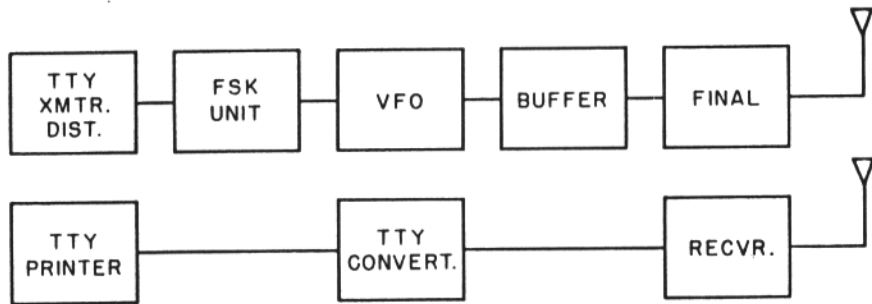 TTY
XMTR.
DIST.
FSK
UNIT
VFO
BUFFER
FINAL
TTY
PRINTER
TTY
CONVERT.
RECVR.